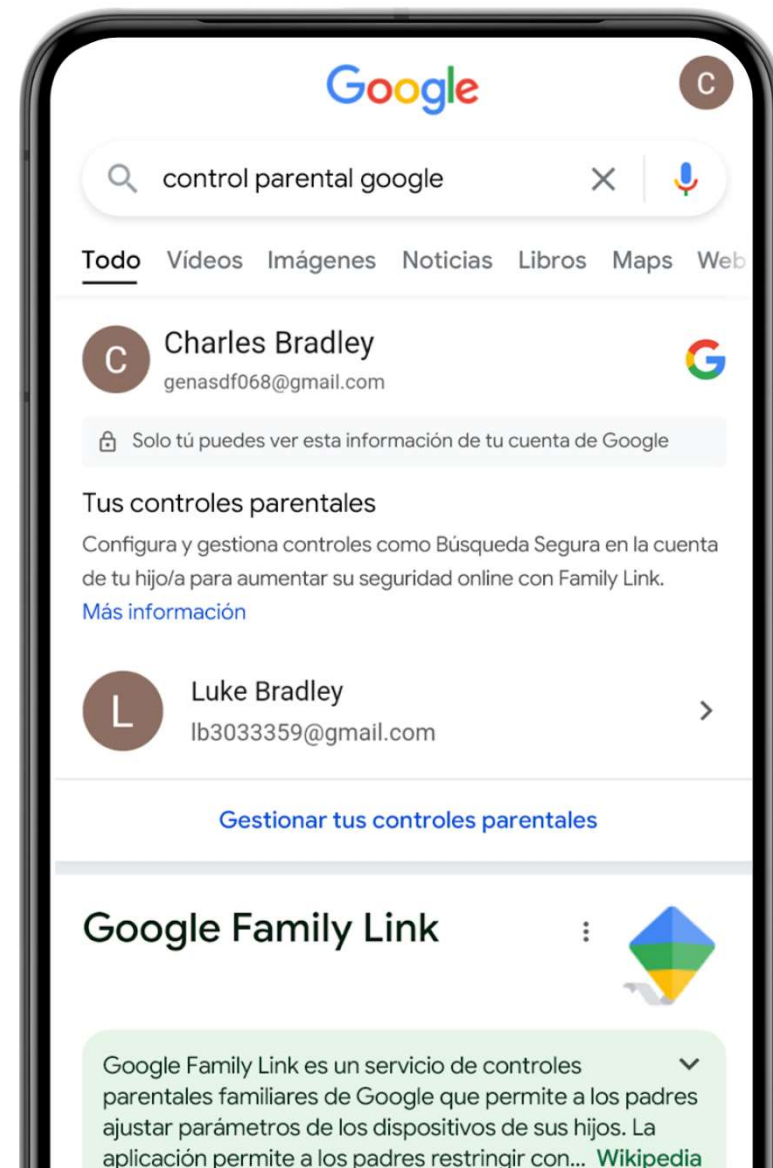 Google
C
control parental google
Todo Vídeos Imágenes Noticias Libros Maps Web
C
Charles Bradley
genasdf068@gmail.com
G
Solo tú puedes ver esta información de tu cuenta de Google
Tus controles parentales
Configura y gestiona controles como Búsqueda Segura en la cuenta
de tu hijo/a para aumentar su seguridad online con Family Link.
Más información
L
Luke Bradley
lb3033359@gmail.com
Gestionar tus controles parentales
Google Family Link
Google Family Link es un servicio de controles
parentales familiares de Google que permite a los padres
ajustar parámetros de los dispositivos de sus hijos. La
aplicación permite a los padres restringir con... Wikipedia